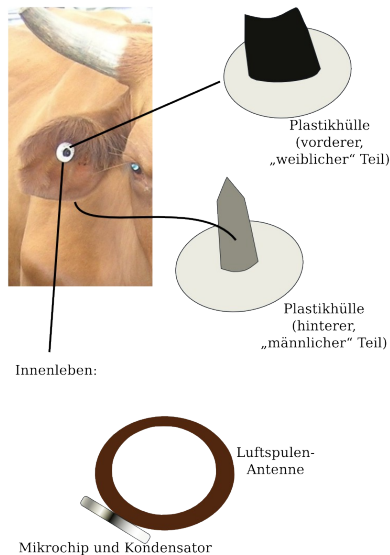 Plastikhülle
(vorderer,
„weiblicher“ Teil)
Plastikhülle
(hinterer,
„männlicher“ Teil)
Innenleben:
Luftspulen-
Antenne
Mikrochip und Kondensator